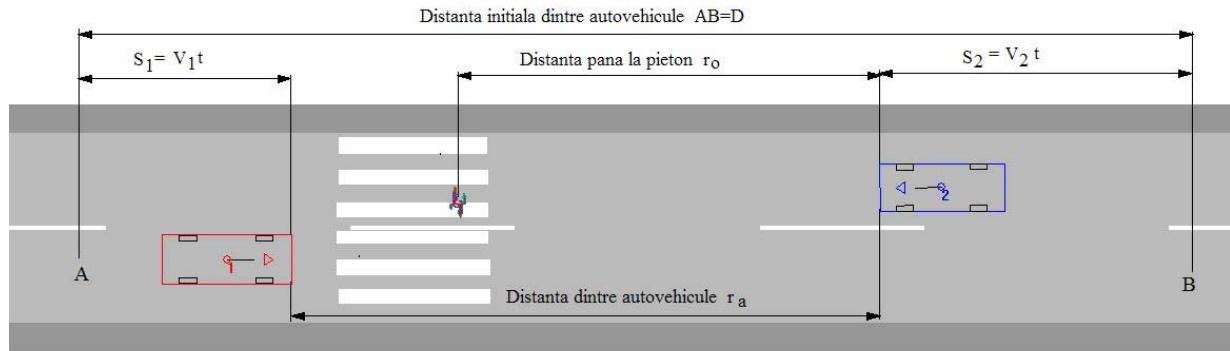 Distanta initiala dintre autovehicule AB=D
S₁= V₁t
Distanta pana la pieton rₒ
S₂= V₂ t
2
1
A
B
Distanta dintre autovehicule r a